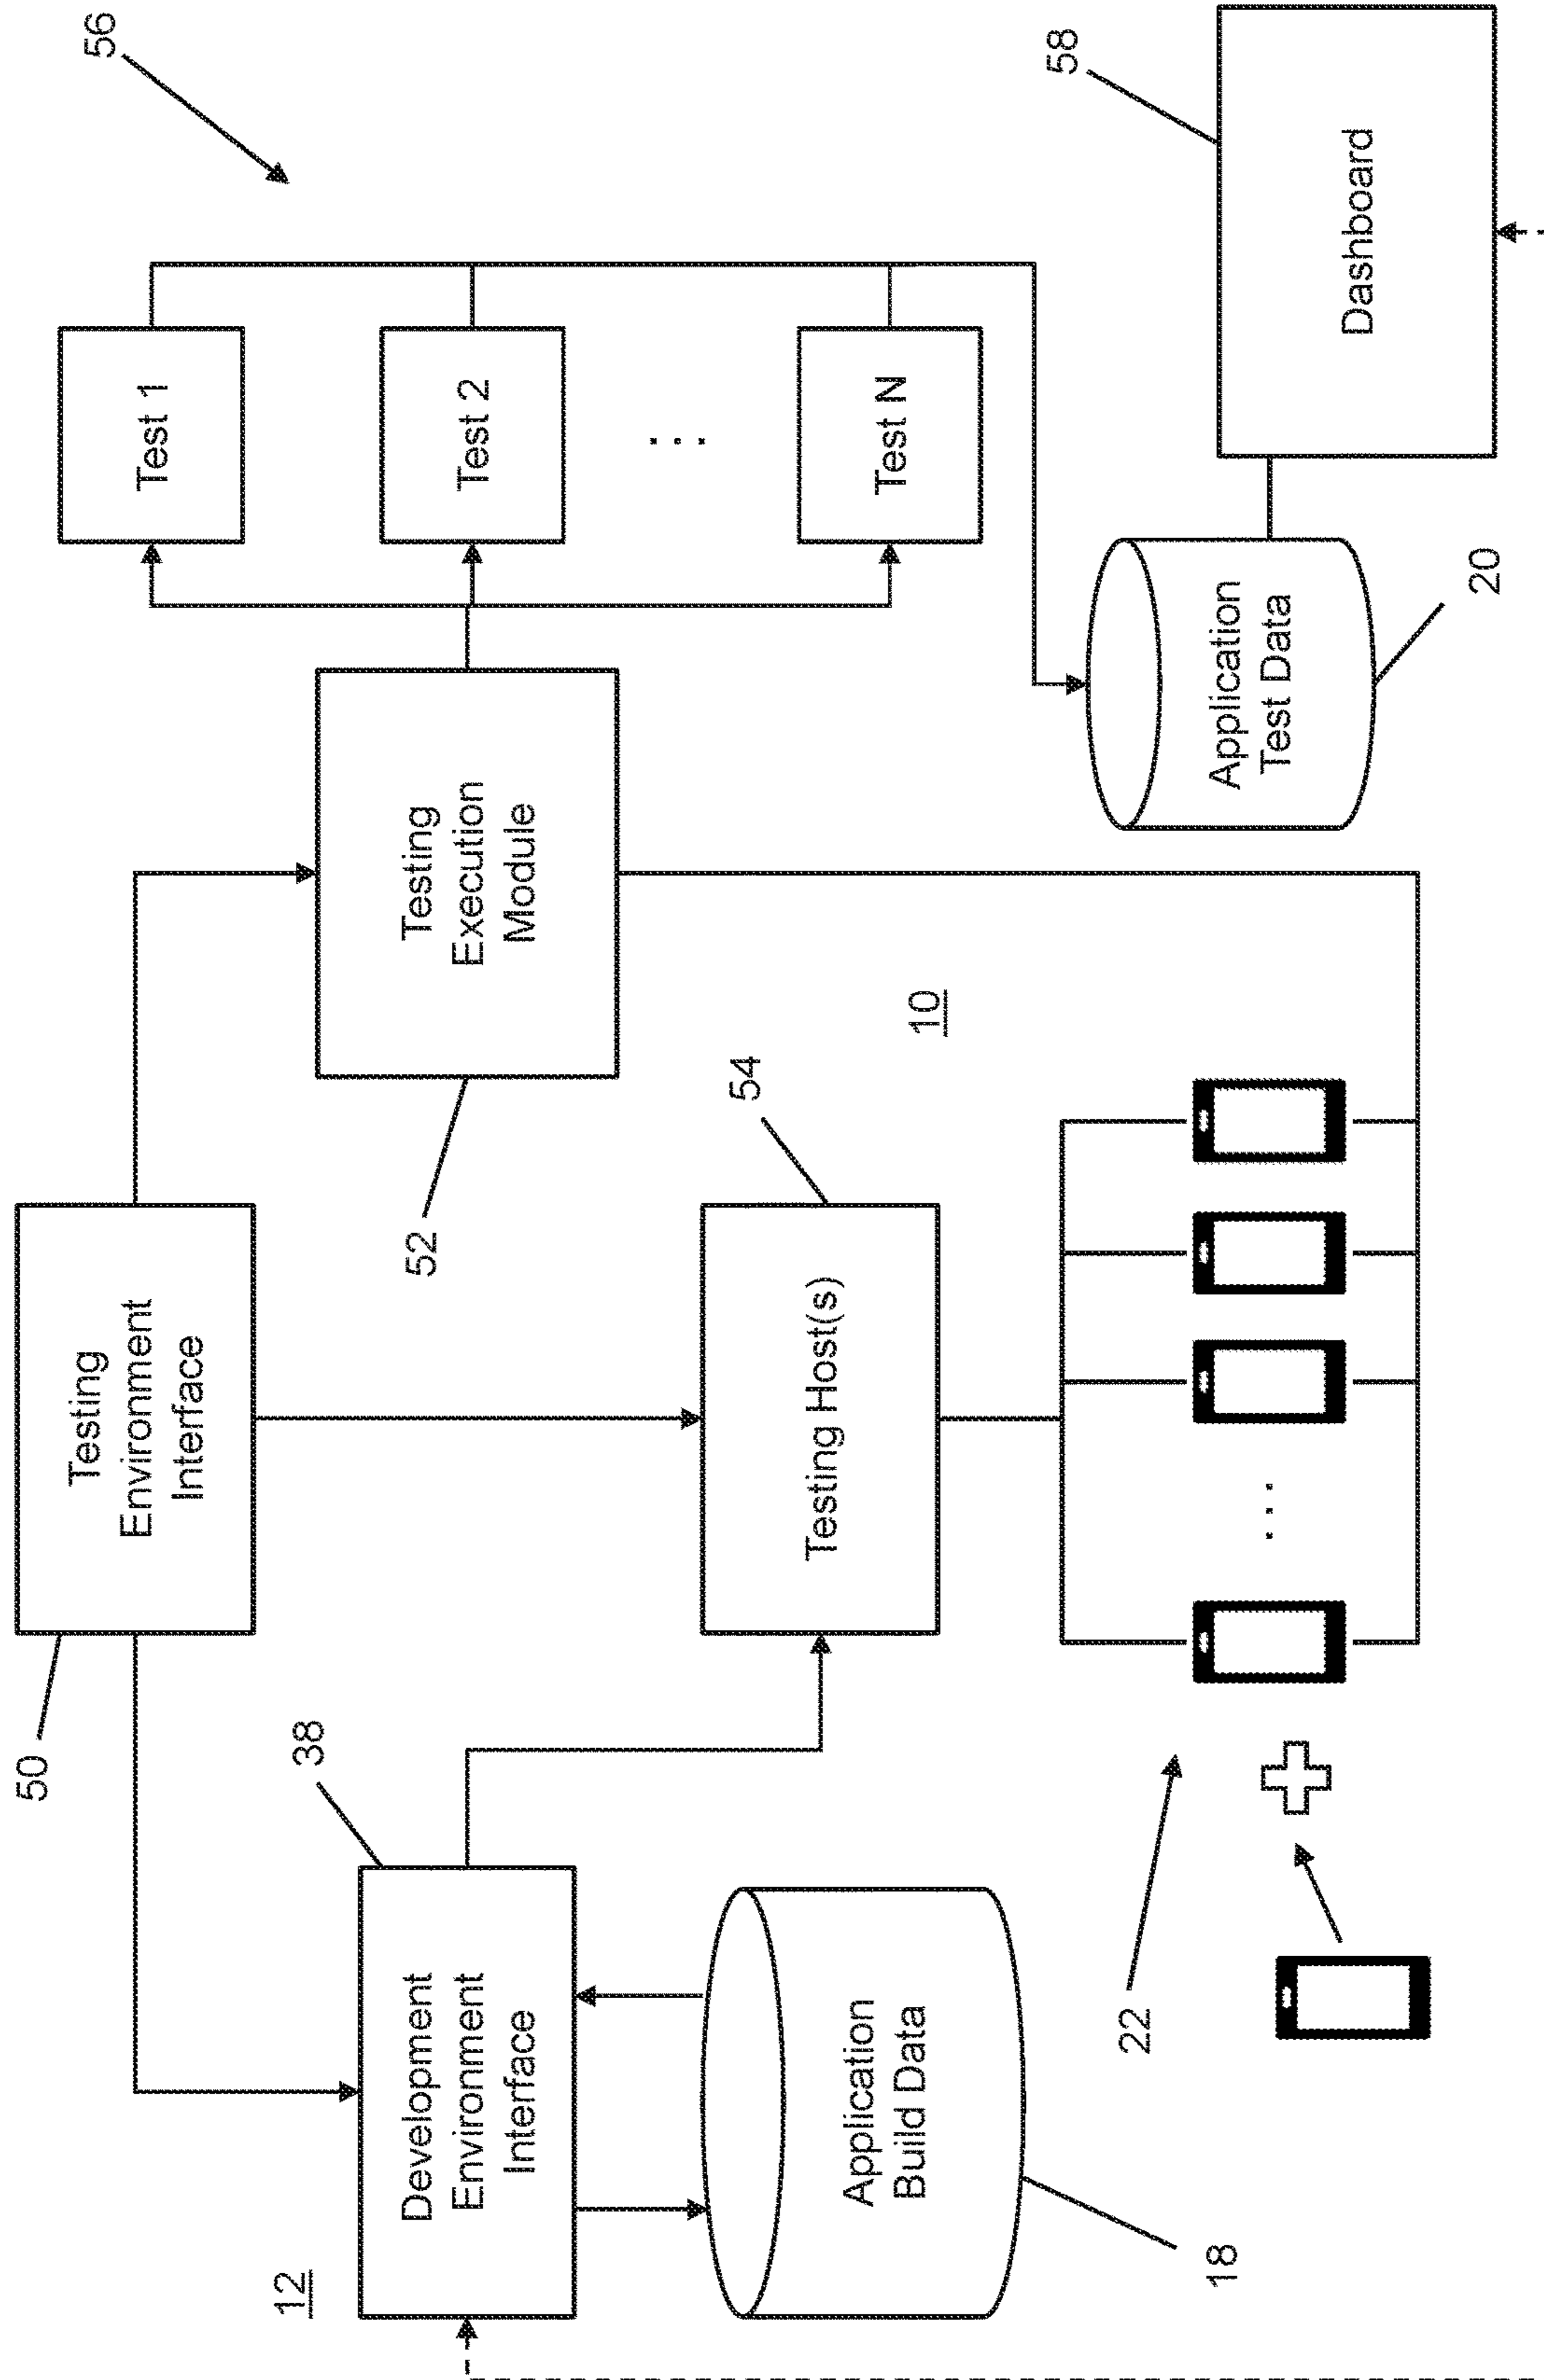 50
Testing
Environment
Interface
56
12
38
Development
Environment
Interface
52
Testing
Execution
Module
Test 1
Test 2
...
Test N
54
Testing Host(s)
10
Application
Build Data
18
22
...
Application
Test Data
20
58
Dashboard